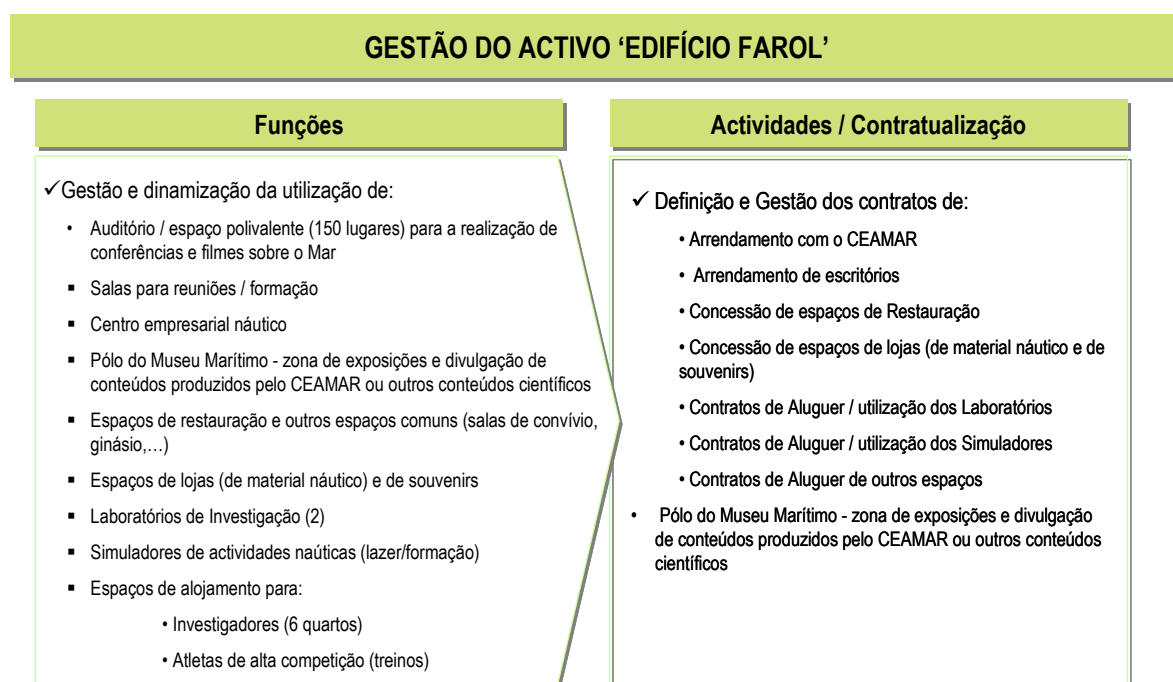 GESTÃO DO ACTIVO ‘EDIFÍCIO FAROL’
Funções
✓Gestão e dinamização da utilização de:
• Auditório / espaço polivalente (150 lugares) para a realização de
conferências e filmes sobre o Mar
▪ Salas para reuniões / formação
▪ Centro empresarial náutico
▪ Pólo do Museu Marítimo - zona de exposições e divulgação de
conteúdos produzidos pelo CEAMAR ou outros conteúdos científicos
▪ Espaços de restauração e outros espaços comuns (salas de convívio,
ginásio,…)
▪ Espaços de lojas (de material náutico) e de souvenirs
▪ Laboratórios de Investigação (2)
▪ Simuladores de actividades naúticas (lazer/formação)
▪ Espaços de alojamento para:
• Investigadores (6 quartos)
• Atletas de alta competição (treinos)
Actividades / Contratualização
✓ Definição e Gestão dos contratos de:
• Arrendamento com o CEAMAR
• Arrendamento de escritórios
• Concessão de espaços de Restauração
• Concessão de espaços de lojas (de material náutico e de
souvenirs)
• Contratos de Aluguer / utilização dos Laboratórios
• Contratos de Aluguer / utilização dos Simuladores
• Contratos de Aluguer de outros espaços
• Pólo do Museu Marítimo - zona de exposições e divulgação
de conteúdos produzidos pelo CEAMAR ou outros conteúdos
científicos